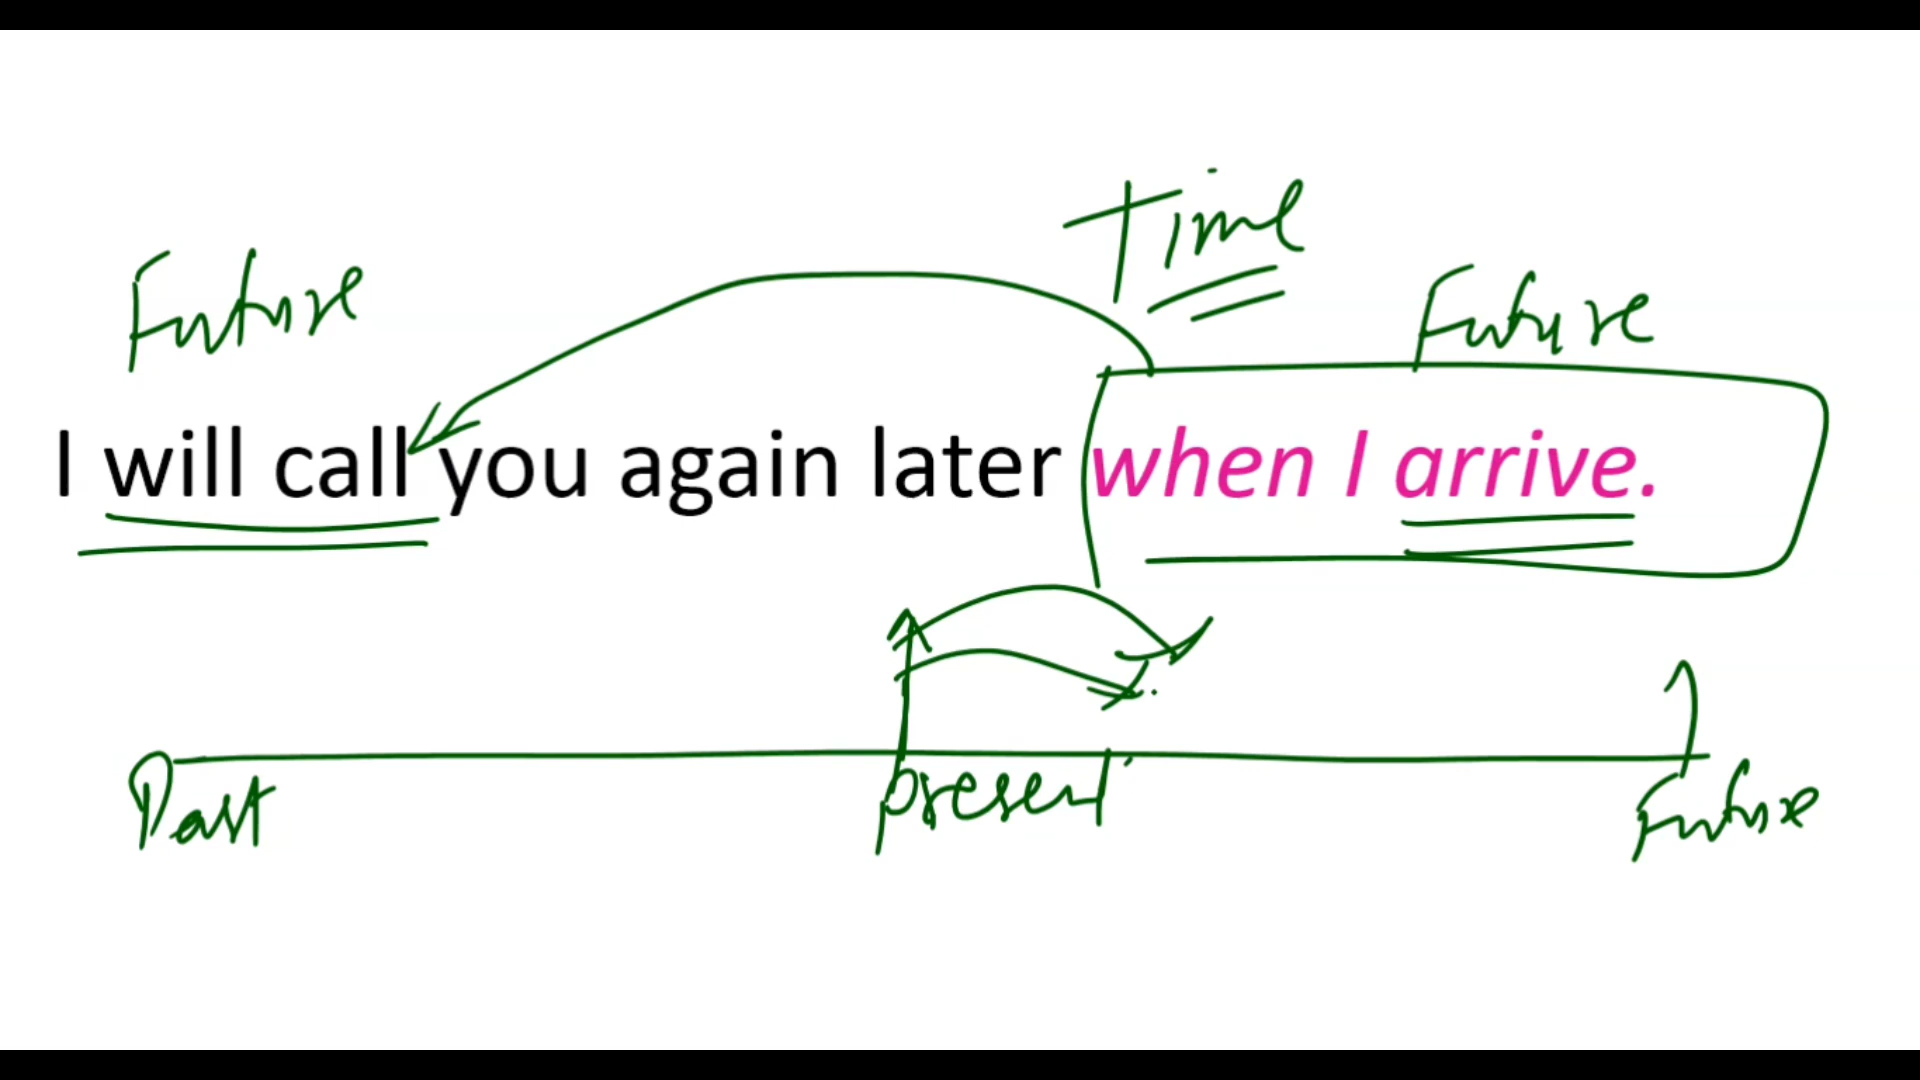 Time
Future Future
I will call you again later when I arrive.
Past present Future